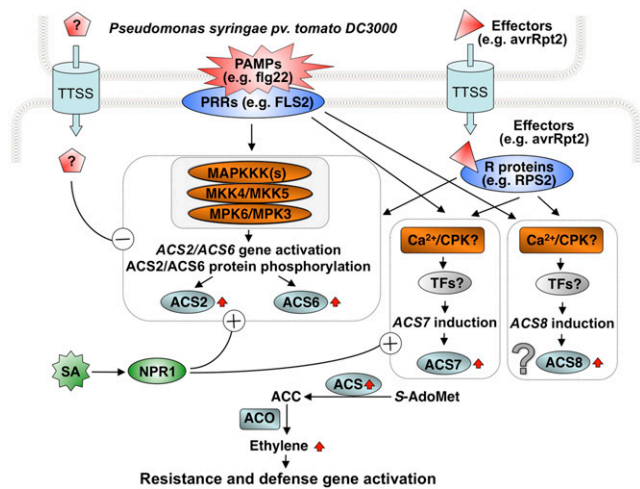 ?
Pseudomonas syringae pv. tomato DC3000
Effectors
(e.g. avrRpt2)
PAMPs
(e.g. flg22)
TTSS
PRRs (e.g. FLS2)
TTSS
Effectors
(e.g. avrRpt2)
?
R proteins
(e.g. RPS2)
MAPKKK(s)
MKK4/MKK5
MPK6/MPK3
−
ACS2/ACS6 gene activation
ACS2/ACS6 protein phosphorylation
ACS2
ACS6
Ca2+/CPK?
TFs?
ACS7 induction
ACS7
Ca2+/CPK?
TFs?
ACS8 induction
?
ACS8
+
+
SA
NPR1
ACS
ACC
S-AdoMet
ACO
Ethylene
Resistance and defense gene activation